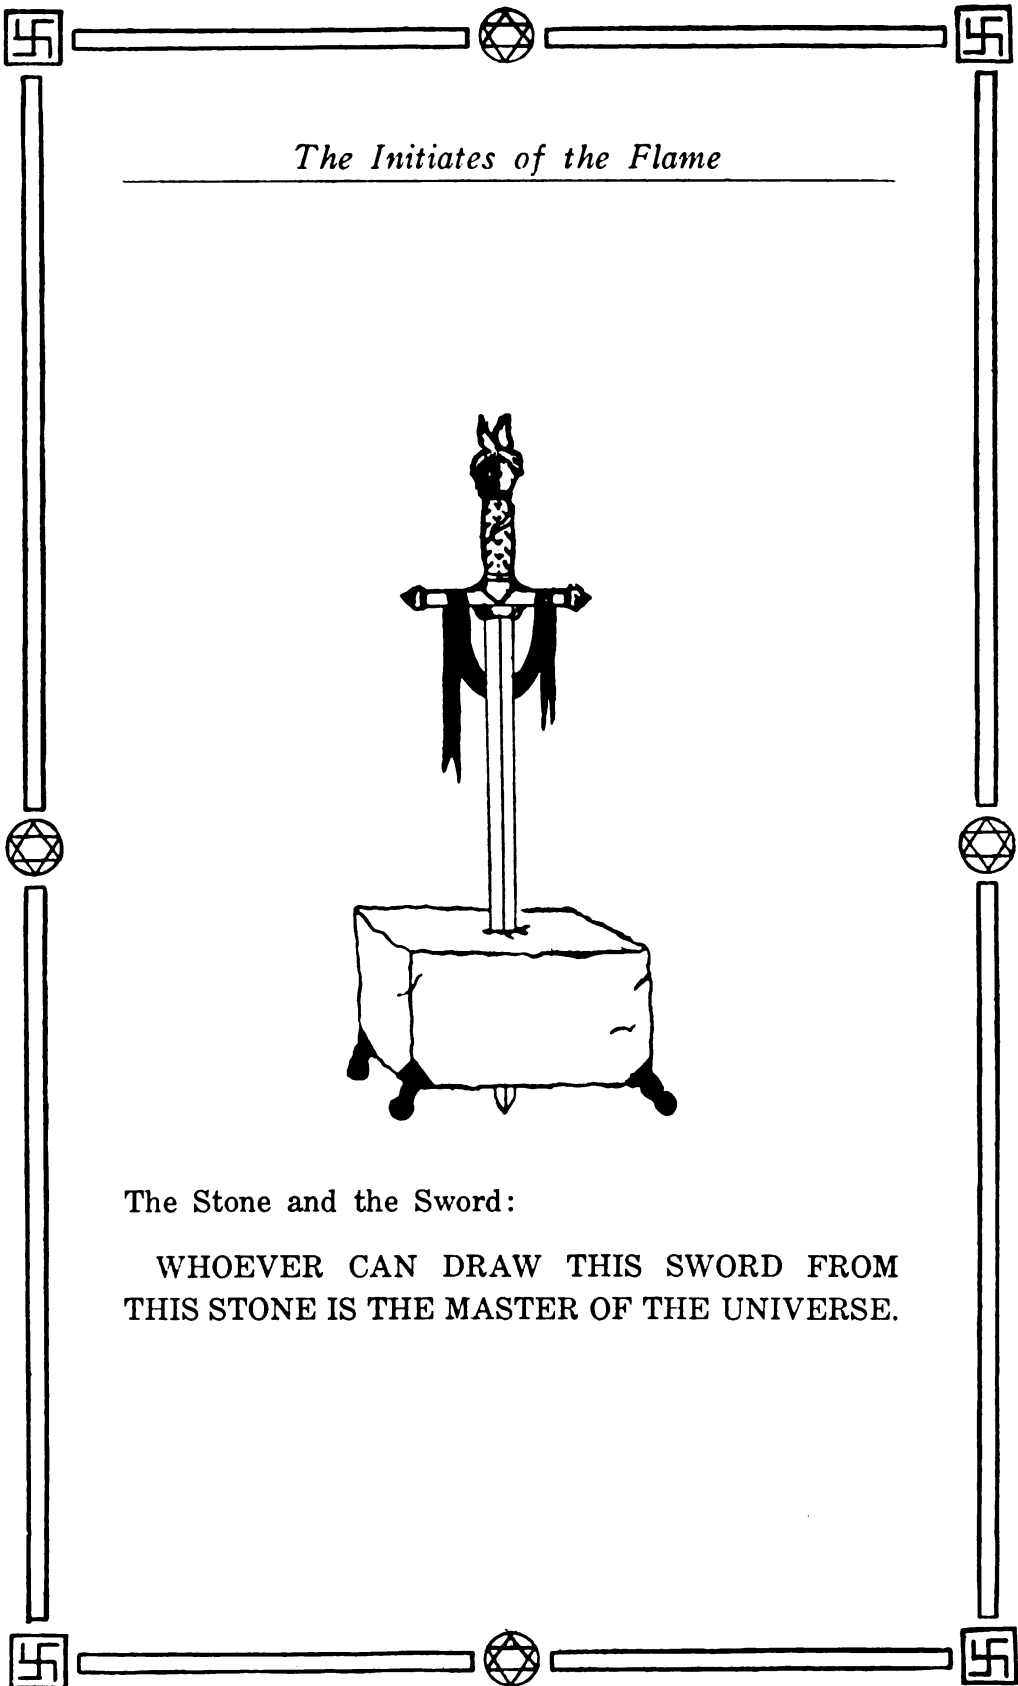 The Initiates of the Flame
The Stone and the Sword:
WHOEVER CAN DRAW THIS SWORD FROM
THIS STONE IS THE MASTER OF THE UNIVERSE.